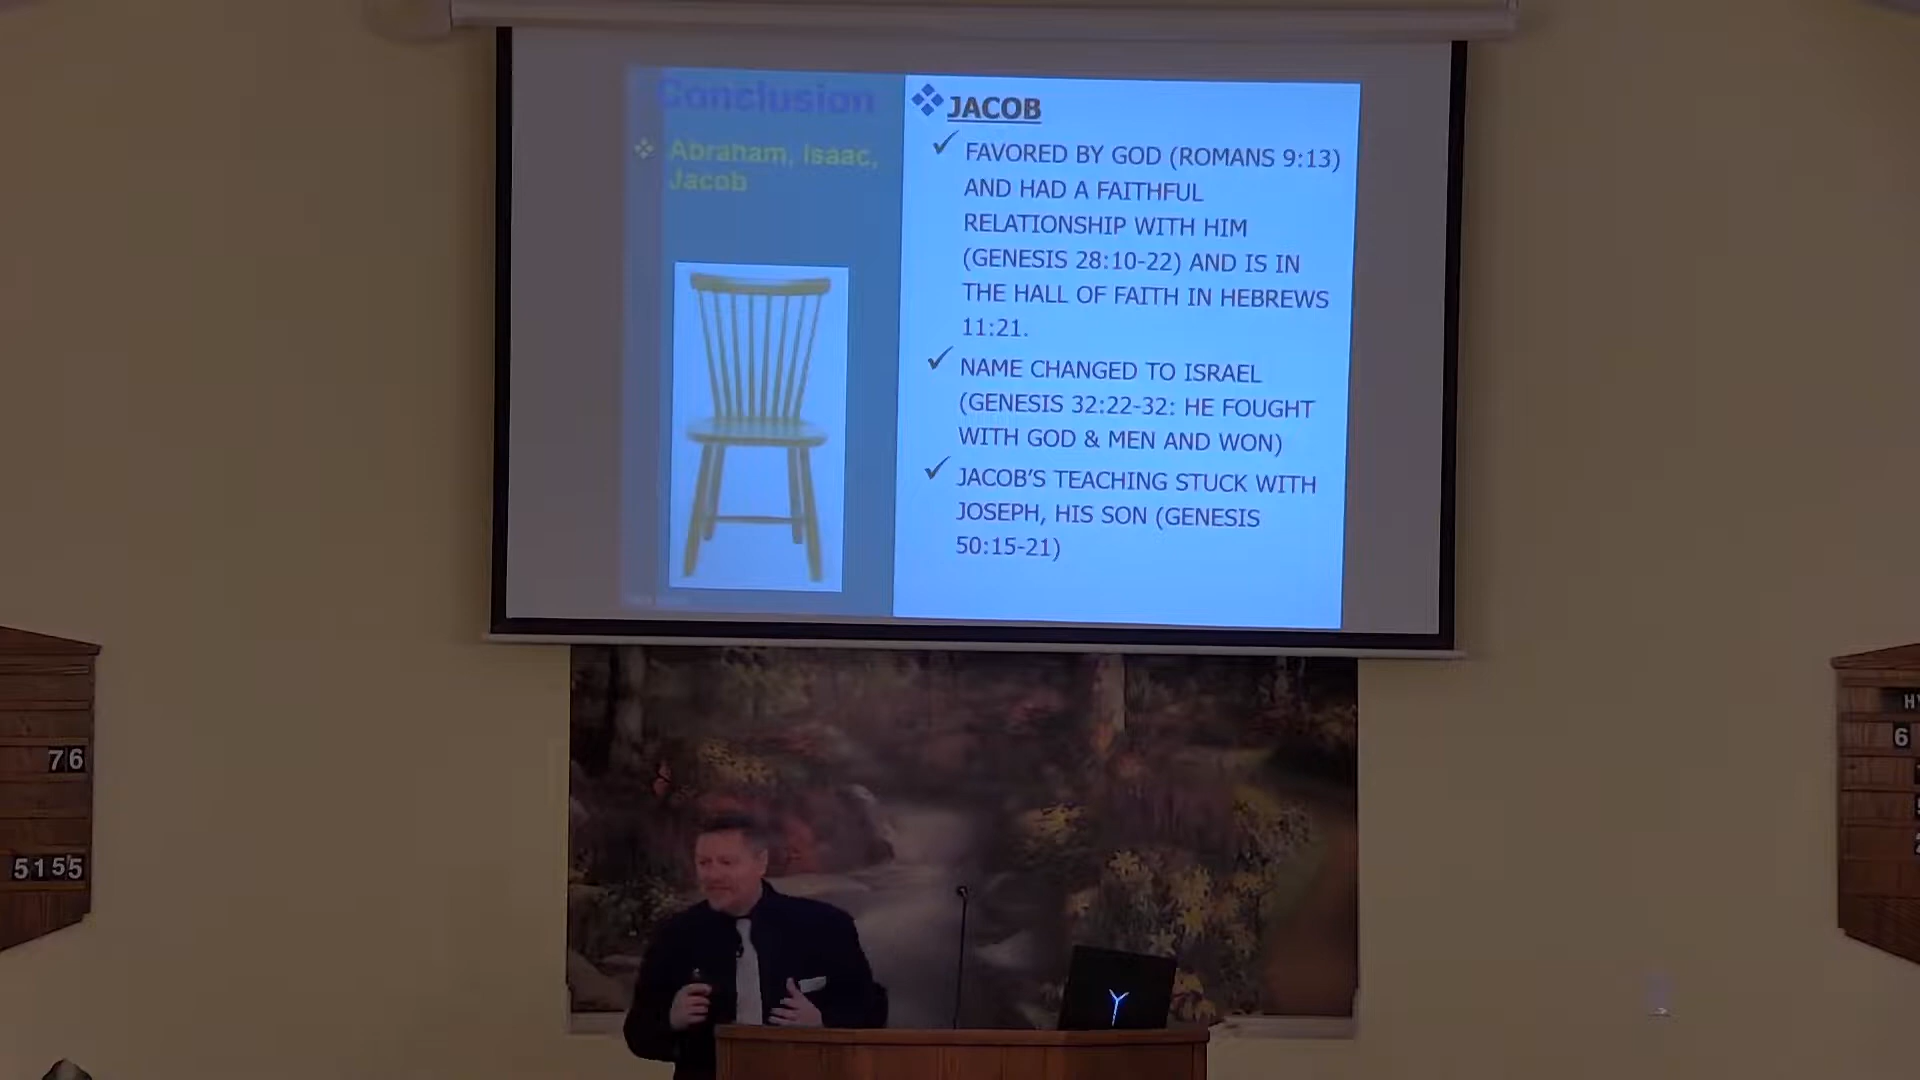 Conclusion
Abraham, Isaac,
Jacob
JACOB
FAVORED BY GOD (ROMANS 9:13)
AND HAD A FAITHFUL
RELATIONSHIP WITH HIM
(GENESIS 28:10-22) AND IS IN
THE HALL OF FAITH IN HEBREWS
11:21.
NAME CHANGED TO ISRAEL
(GENESIS 32:22-32: HE FOUGHT
WITH GOD & MEN AND WON)
JACOB'S TEACHING STUCK WITH
JOSEPH, HIS SON (GENESIS
50:15-21)
76
5155
6